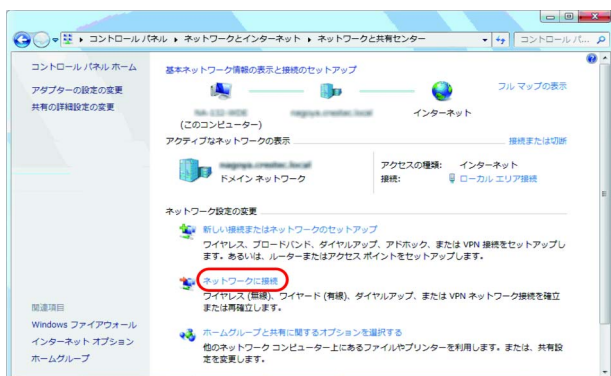 コントロール パネル ▸ ネットワークとインターネット ▸ ネットワークと共有センター
コントロール パ...
コントロール パネル ホーム
アダプターの設定の変更
共有の詳細設定の変更
基本ネットワーク情報の表示と接続のセットアップ
フル マップの表示
(このコンピューター)
インターネット
アクティブなネットワークの表示
接続または切断
ドメイン ネットワーク
アクセスの種類: インターネット
接続: ローカル エリア接続
ネットワーク設定の変更
新しい接続またはネットワークのセットアップ
ワイヤレス、ブロードバンド、ダイヤルアップ、アドホック、または VPN 接続をセットアップし
ます。あるいは、ルーターまたはアクセス ポイントをセットアップします。
ネットワークに接続
ワイヤレス (無線)、ワイヤード (有線)、ダイヤルアップ、または VPN ネットワーク接続を確立
または再確立します。
ホームグループと共有に関するオプションを選択する
他のネットワーク コンピューター上にあるファイルやプリンターを利用します。または、共有設
定を変更します。
関連項目
Windows ファイアウォール
インターネット オプション
ホームグループ